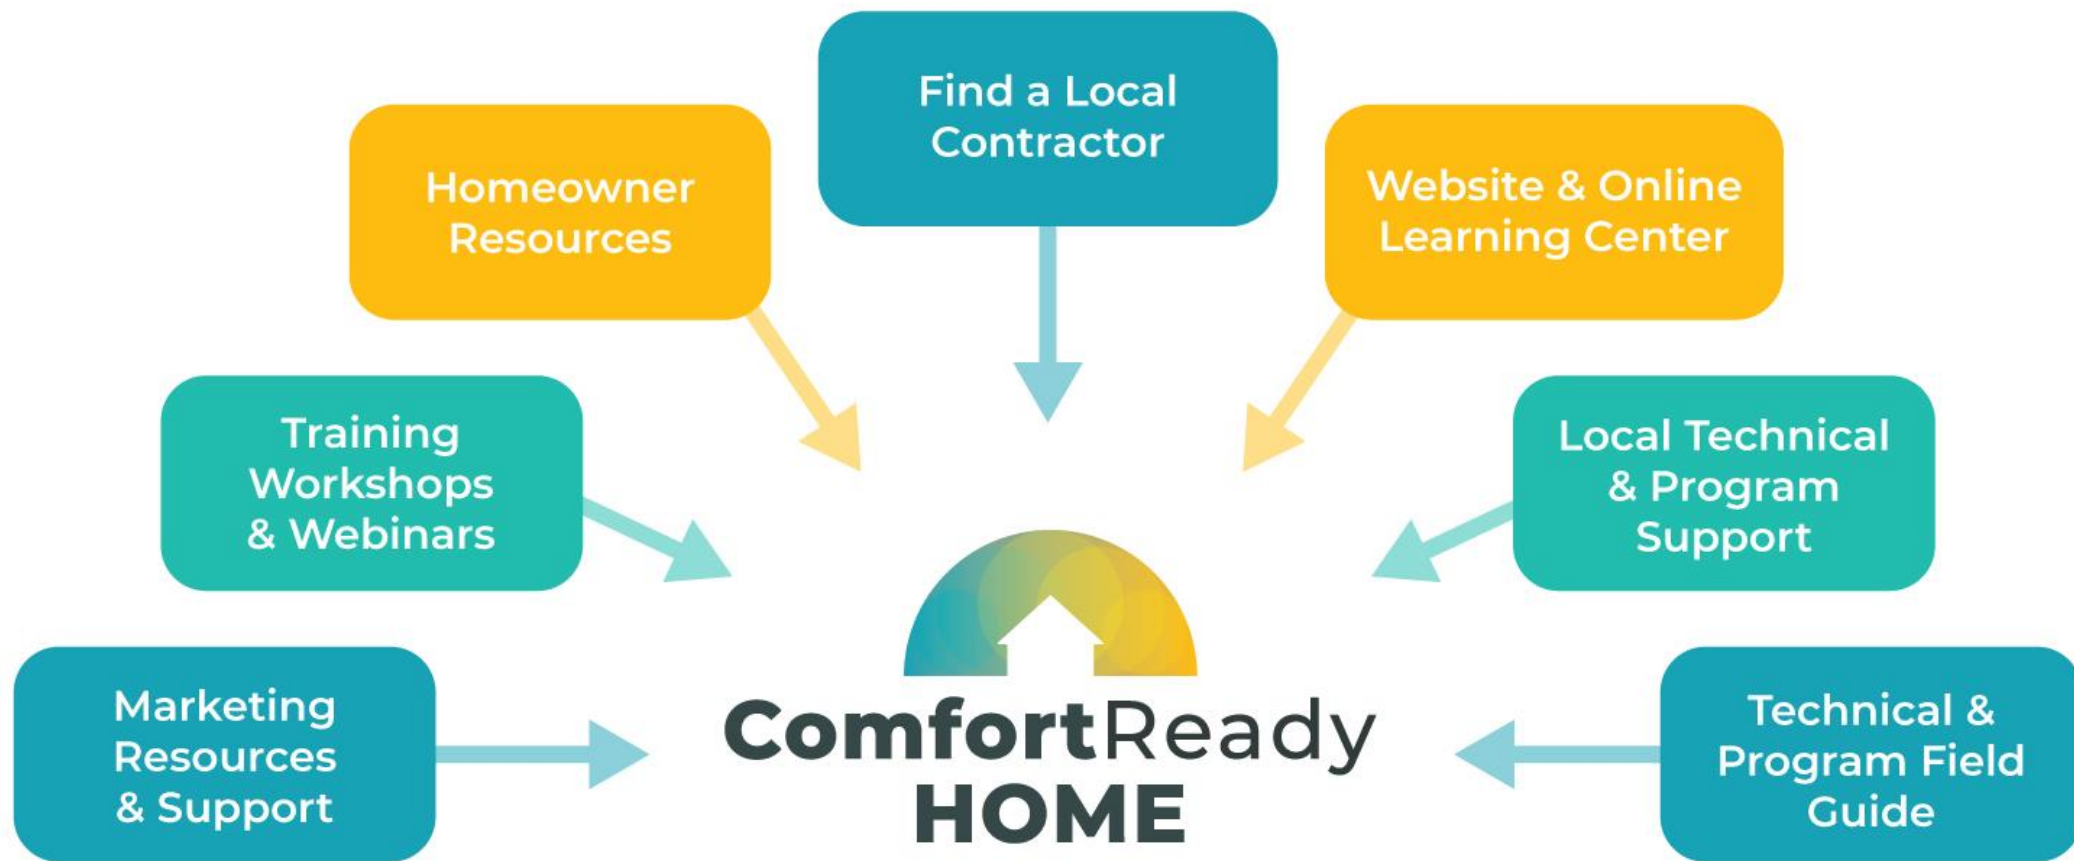 Find a Local
Contractor
Homeowner
Resources
Website & Online
Learning Center
Training
Workshops
& Webinars
Local Technical
& Program
Support
Marketing
Resources
& Support
ComfortReady
HOME
Technical &
Program Field
Guide